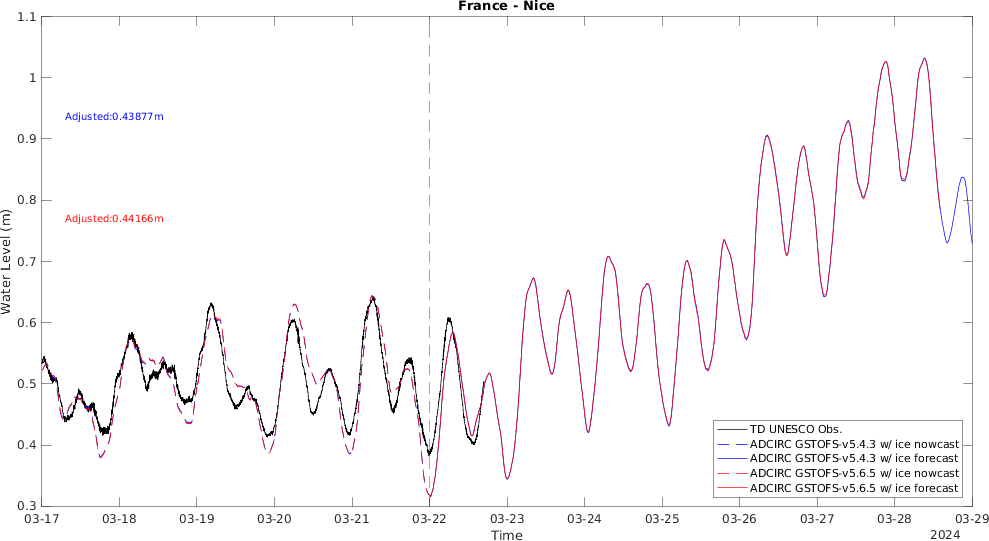 France - Nice
1.1
1
0.9
0.8
0.7
0.6
0.5
0.4
0.3
Water Level (m)
Adjusted:0.43877m
Adjusted:0.44166m
TD UNESCO Obs.
ADCIRC GSTOFS-v5.4.3 w/ ice nowcast
ADCIRC GSTOFS-v5.4.3 w/ ice forecast
ADCIRC GSTOFS-v5.6.5 w/ ice nowcast
ADCIRC GSTOFS-v5.6.5 w/ ice forecast
03-17 03-18 03-19 03-20 03-21 03-22 03-23 03-24 03-25 03-26 03-27 03-28 03-29
Time
2024